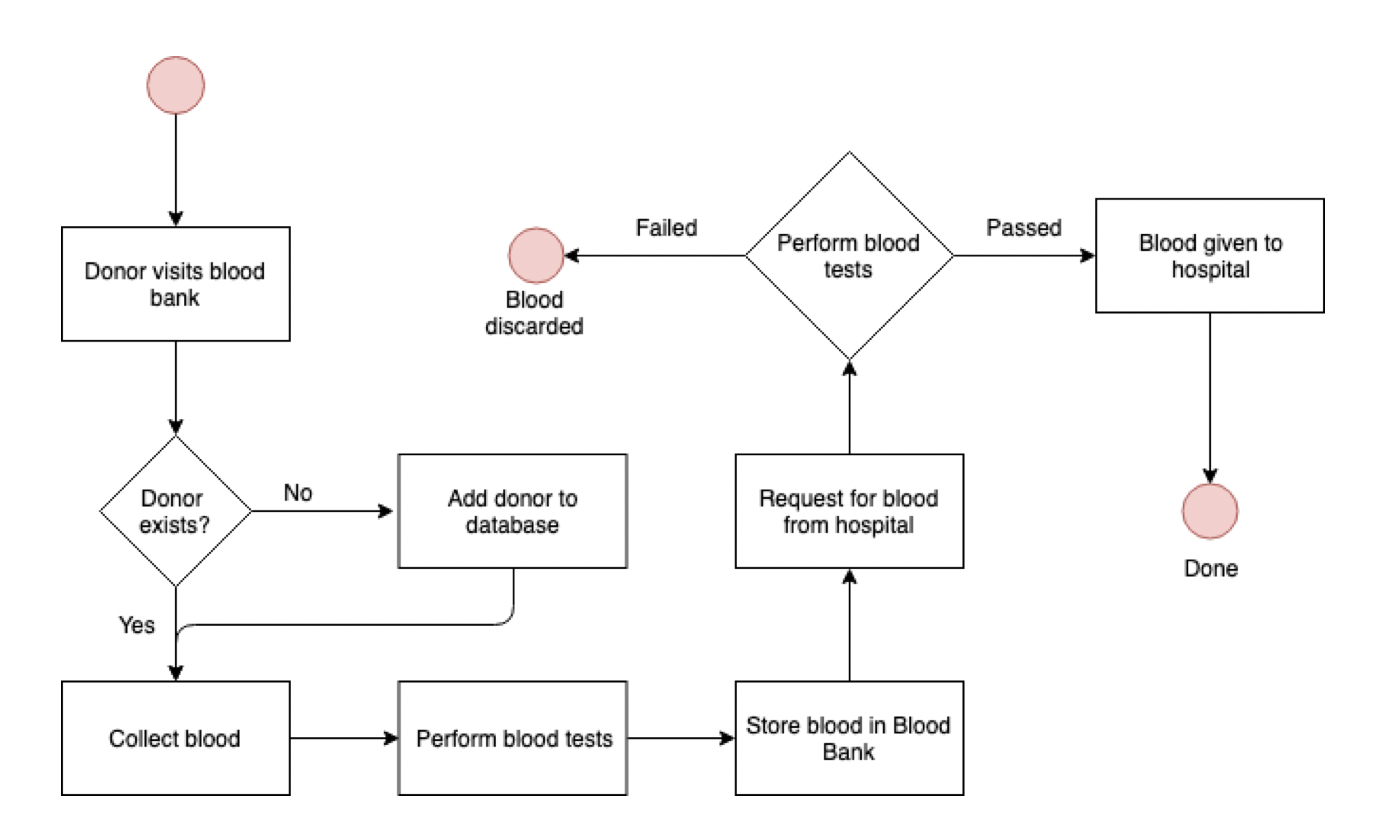 Donor visits blood
bank
Donor
exists?
No
Yes
Add donor to
database
Collect blood
Perform blood tests
Store blood in Blood
Bank
Request for blood
from hospital
Perform blood
tests
Failed
Blood
discarded
Passed
Blood given to
hospital
Done